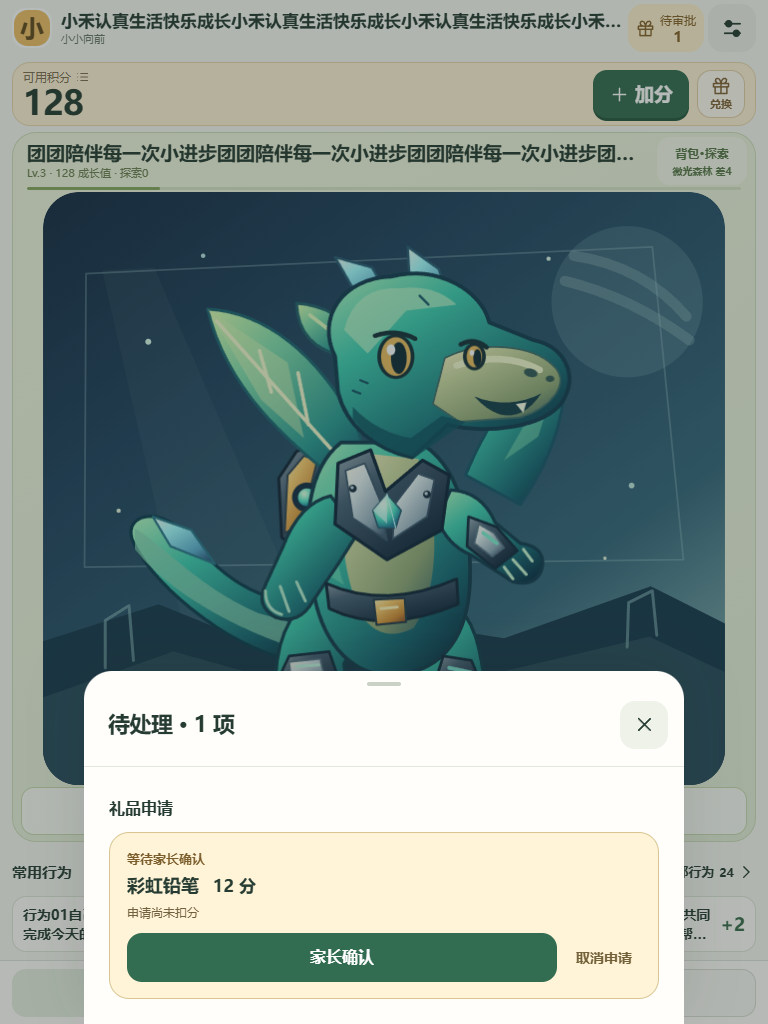 小
小禾认真生活快乐成长小禾认真生活快乐成长小禾认真生活快乐成长小禾...
小小向前
待审批
1
可用积分
128
+ 加分
兑换
团团陪伴每一次小进步团团陪伴每一次小进步团团陪伴每一次小进步团...
Lv.3 · 128 成长值 · 探索0
背包·探索
微光森林 差4
待处理 · 1 项
礼品申请
等待家长确认
彩虹铅笔 12 分
申请尚未扣分
家长确认
取消申请
常用行为
行为 24
行为01自
完成今天的
共同
帮...
+2